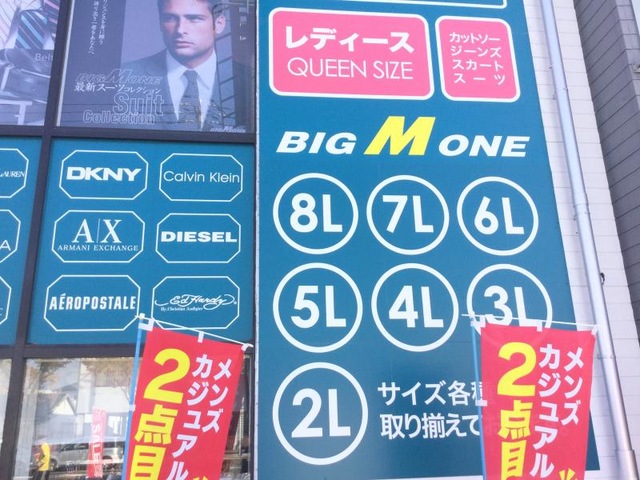 BIG M ONE
最新スーツコレクション
Suit
Collection
レディース
QUEEN SIZE
カットソー
ジーンズ
スカート
スーツ
BIG M ONE
LAUREN
DKNY
Calvin Klein
A|X
ARMANI EXCHANGE
DIESEL
AÉROPOSTALE
Ed Hardy
By Christian Audigier
8L
7L
6L
5L
4L
3L
2L
サイズ各種
取り揃えて
メンズ
カジュアル
2点目
メンズ
カジュアル
2点目